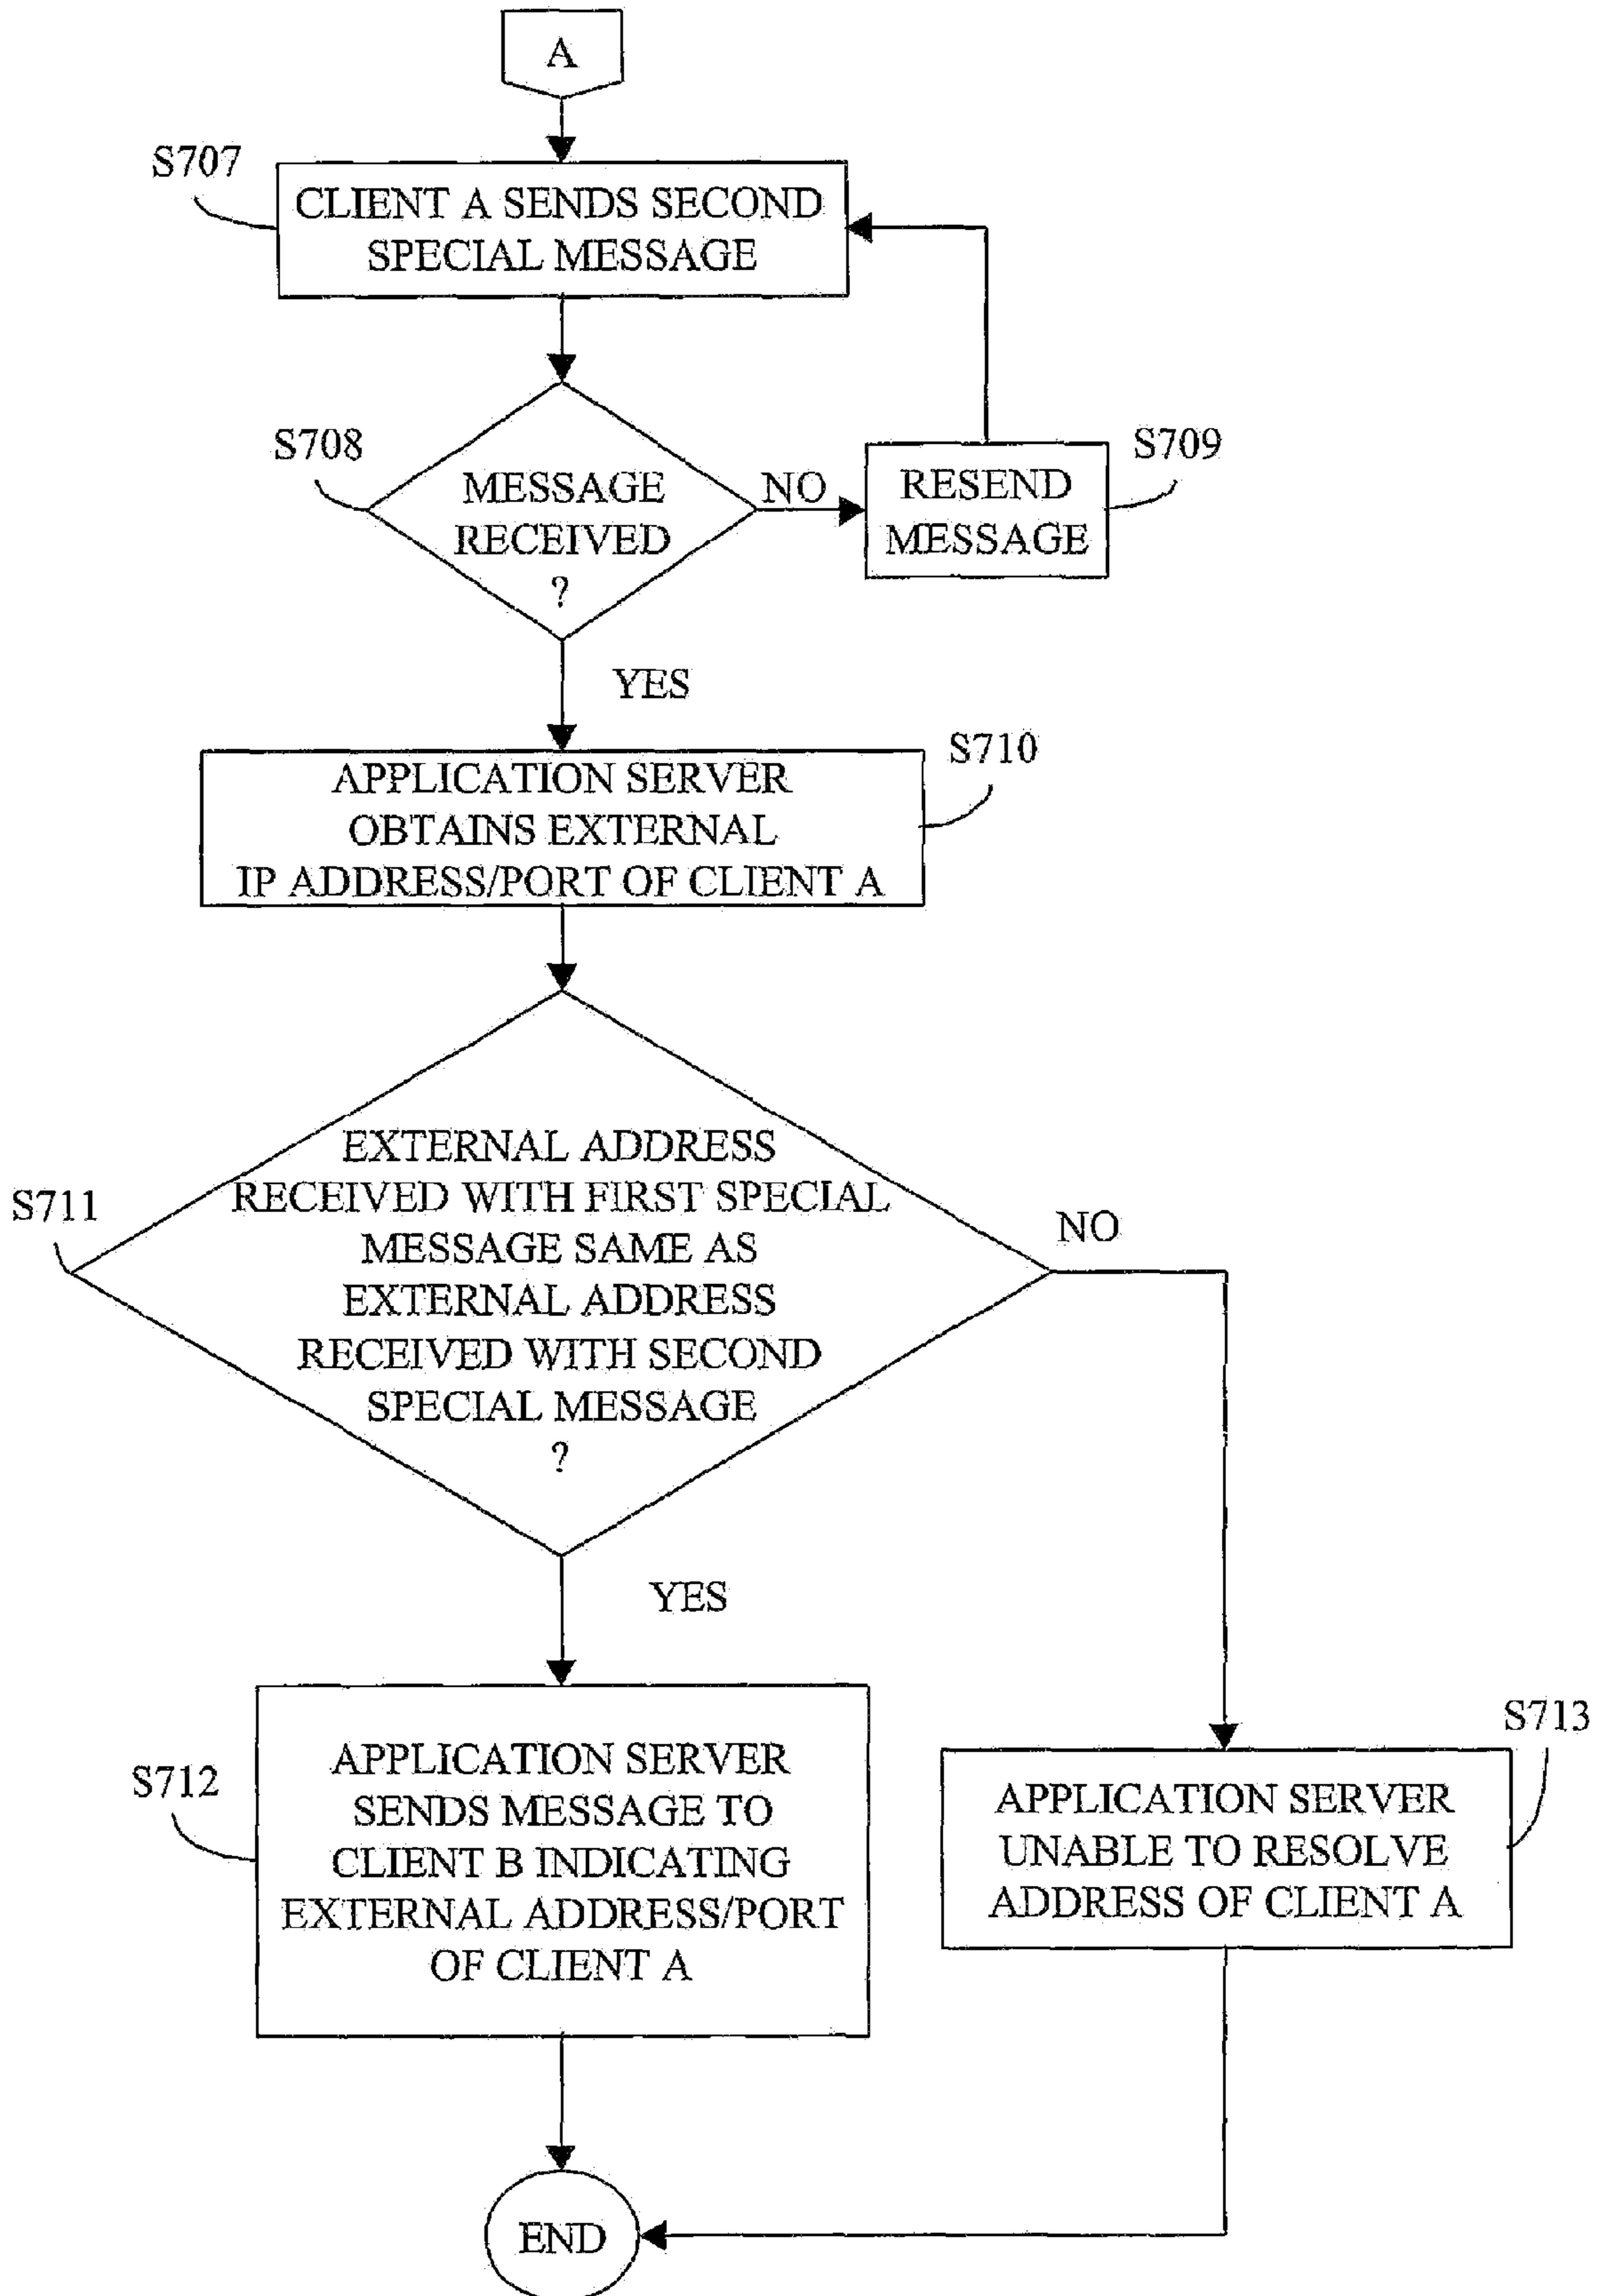 A
S707
CLIENT A SENDS SECOND
SPECIAL MESSAGE
S708
MESSAGE
RECEIVED
?
NO
RESEND
MESSAGE
S709
YES
APPLICATION SERVER
OBTAINS EXTERNAL
IP ADDRESS/PORT OF CLIENT A
S710
S711
EXTERNAL ADDRESS
RECEIVED WITH FIRST SPECIAL
MESSAGE SAME AS
EXTERNAL ADDRESS
RECEIVED WITH SECOND
SPECIAL MESSAGE
?
NO
YES
S712
APPLICATION SERVER
SENDS MESSAGE TO
CLIENT B INDICATING
EXTERNAL ADDRESS/PORT
OF CLIENT A
S713
APPLICATION SERVER
UNABLE TO RESOLVE
ADDRESS OF CLIENT A
END